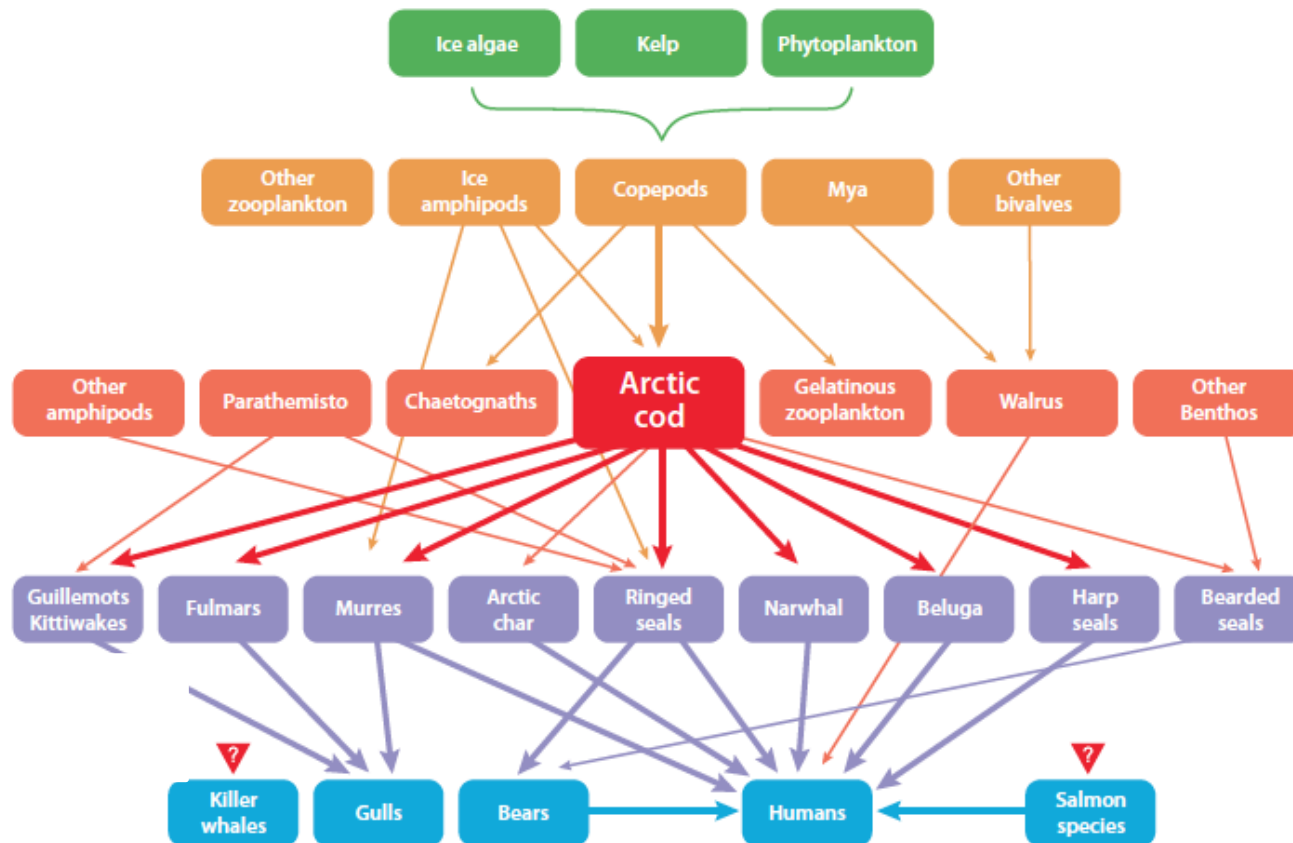 Ice algae
Kelp
Phytoplankton
Other
zooplankton
Ice
amphipods
Copepods
Mya
Other
bivalves
Other
amphipods
Parathemisto
Chaetognaths
Arctic
cod
Gelatinous
zooplankton
Walrus
Other
Benthos
Guillemots
Kittiwakes
Fulmars
Murres
Arctic
char
Ringed
seals
Narwhal
Beluga
Harp
seals
Bearded
seals
?
?
Killer
whales
Gulls
Bears
Humans
Salmon
species